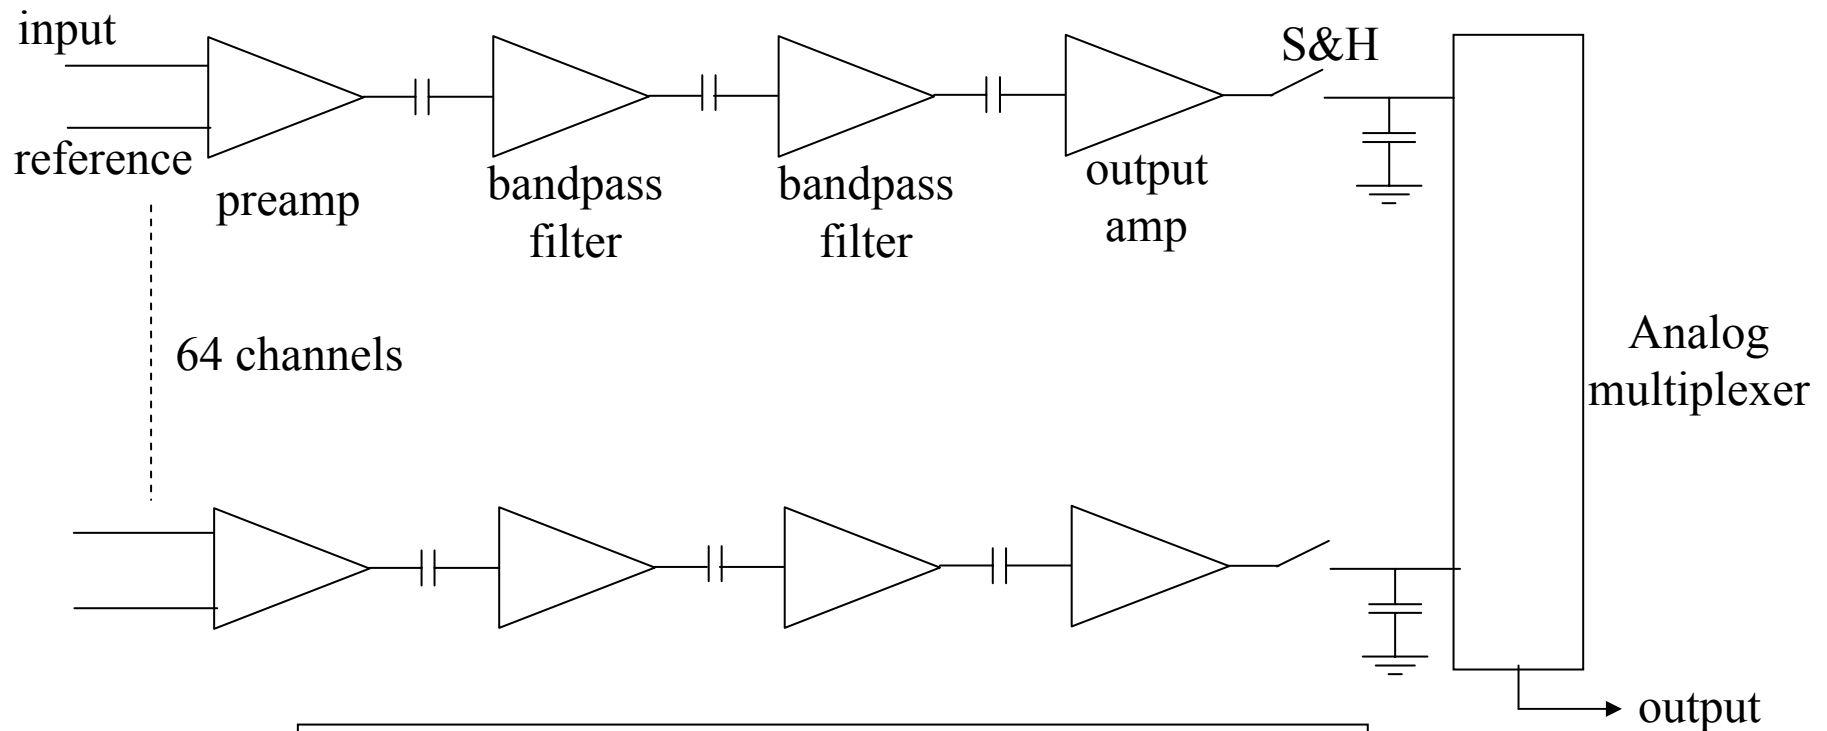 input
S&H
reference
preamp
bandpass
filter
bandpass
filter
output
amp
64 channels
Analog
multiplexer
output